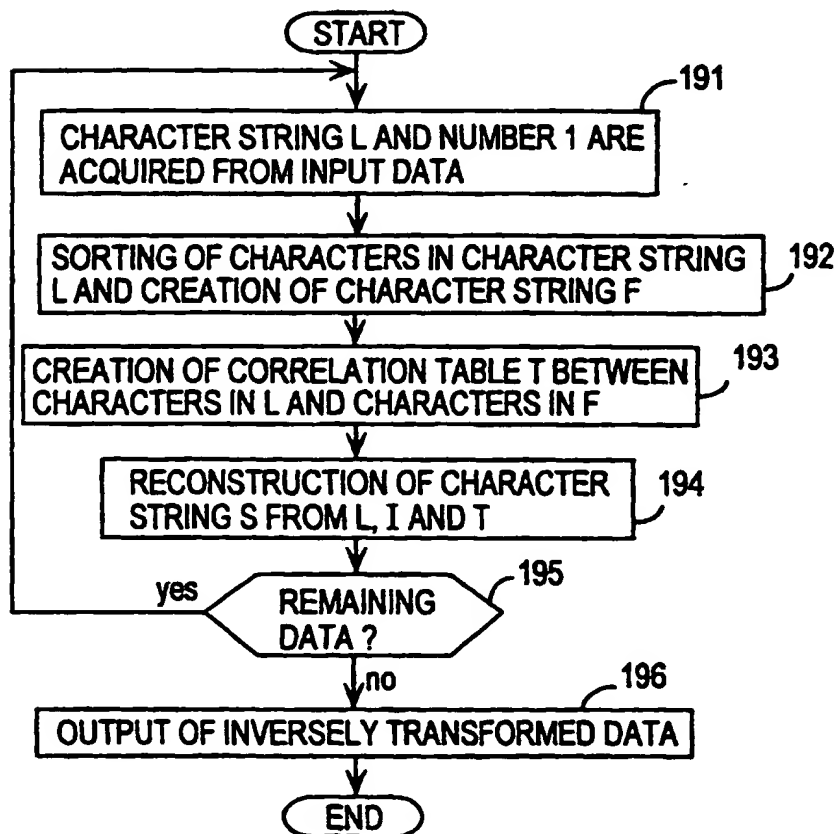 START
191
CHARACTER STRING L AND NUMBER 1 ARE
ACQUIRED FROM INPUT DATA
SORTING OF CHARACTERS IN CHARACTER STRING
L AND CREATION OF CHARACTER STRING F
192
CREATION OF CORRELATION TABLE T BETWEEN
CHARACTERS IN L AND CHARACTERS IN F
193
RECONSTRUCTION OF CHARACTER
STRING S FROM L, I AND T
194
yes
195
REMAINING
DATA ?
no
196
OUTPUT OF INVERSELY TRANSFORMED DATA
END